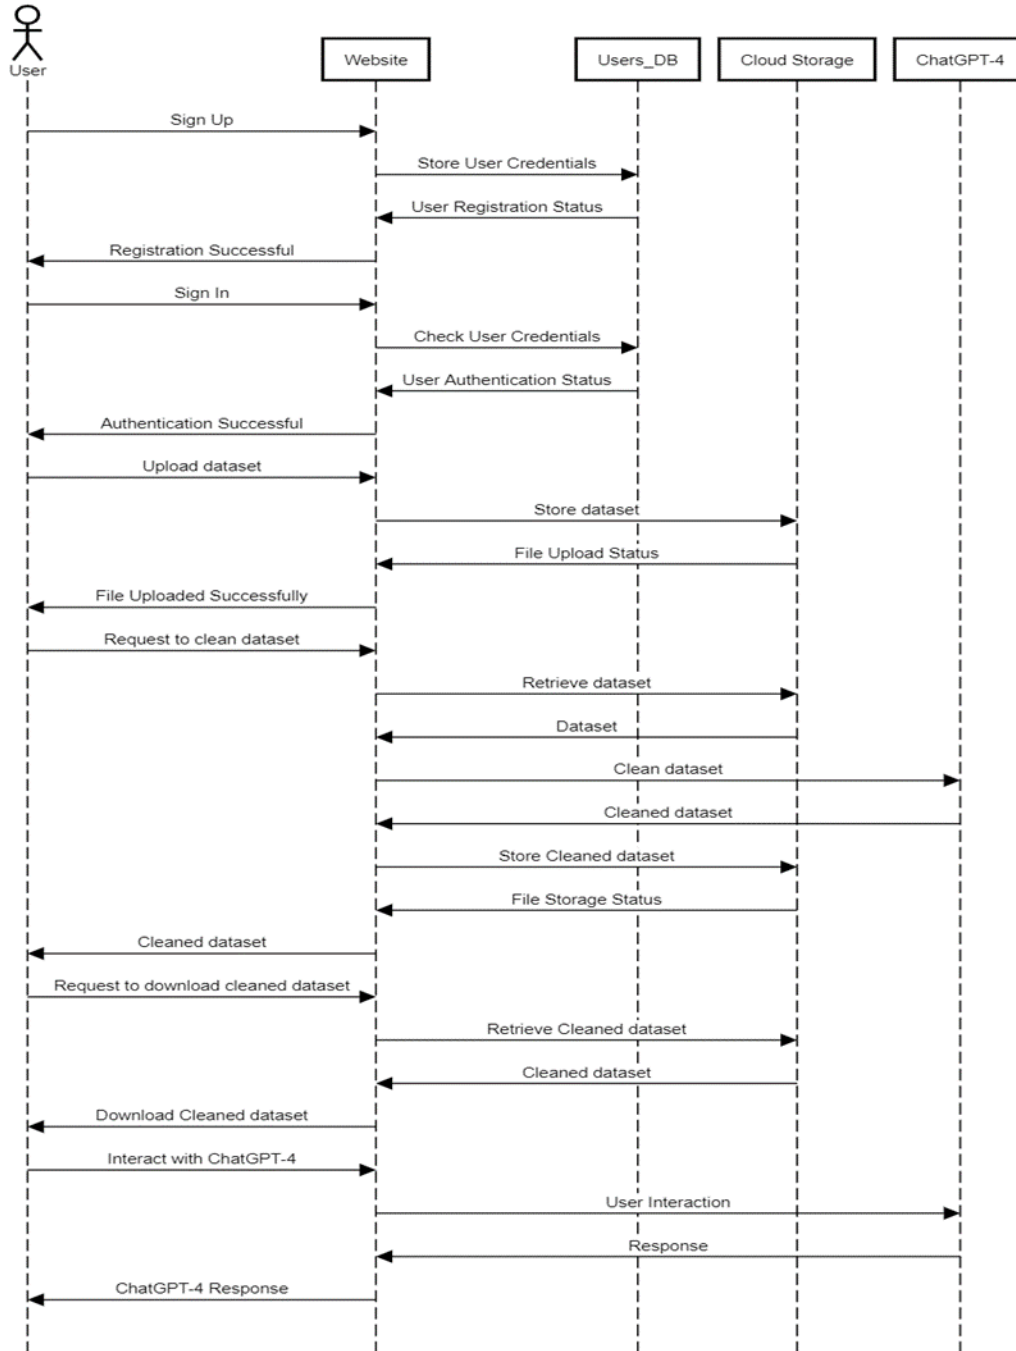 User
Website
Users_DB
Cloud Storage
ChatGPT-4
Sign Up
Store User Credentials
User Registration Status
Registration Successful
Sign In
Check User Credentials
User Authentication Status
Authentication Successful
Upload dataset
Store dataset
File Upload Status
File Uploaded Successfully
Request to clean dataset
Retrieve dataset
Dataset
Clean dataset
Cleaned dataset
Store Cleaned dataset
File Storage Status
Cleaned dataset
Request to download cleaned dataset
Retrieve Cleaned dataset
Cleaned dataset
Download Cleaned dataset
Interact with ChatGPT-4
User Interaction
Response
ChatGPT-4 Response